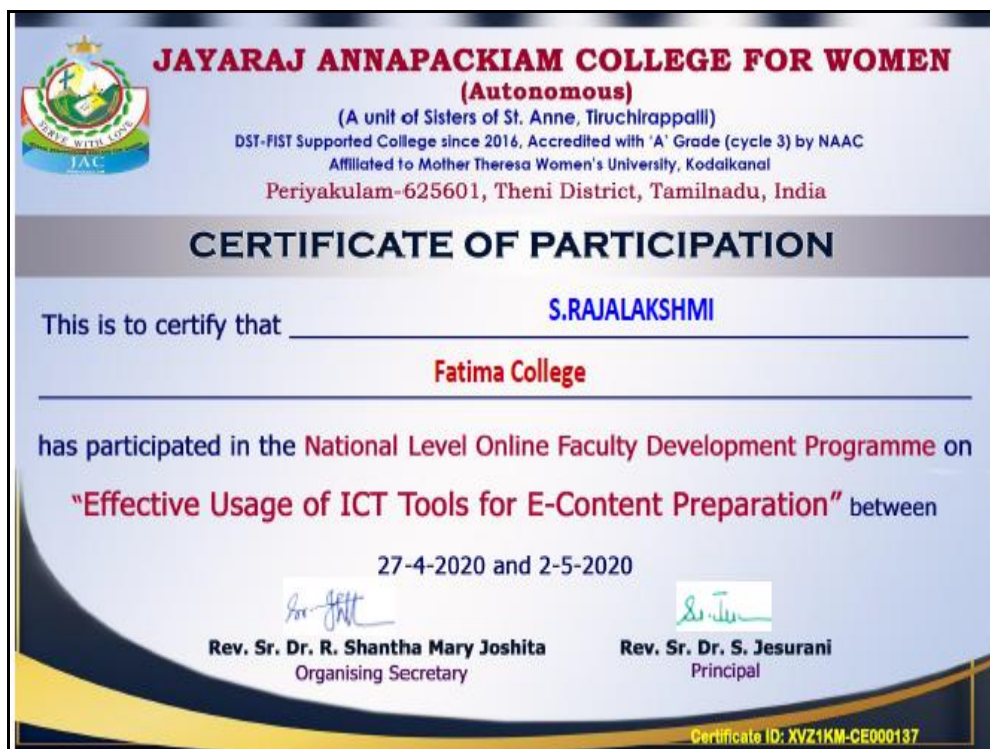 JAYARAJ ANNAPACKIAM COLLEGE FOR WOMEN
(Autonomous)
(A unit of Sisters of St. Anne, Tiruchirappalli)
DST-FIST Supported College since 2016, Accredited with 'A' Grade (cycle 3) by NAAC
Affiliated to Mother Theresa Women's University, Kodaikanal
Periyakulam-625601, Theni District, Tamilnadu, India
SERVE WITH LOVE
JAC
CERTIFICATE OF PARTICIPATION
This is to certify that S.RAJALAKSHMI
Fatima College
has participated in the National Level Online Faculty Development Programme on
"Effective Usage of ICT Tools for E-Content Preparation" between
27-4-2020 and 2-5-2020
Rev. Sr. Dr. R. Shantha Mary Joshita
Organising Secretary
Rev. Sr. Dr. S. Jesurani
Principal
Certificate ID: XVZ1KM-CE000137